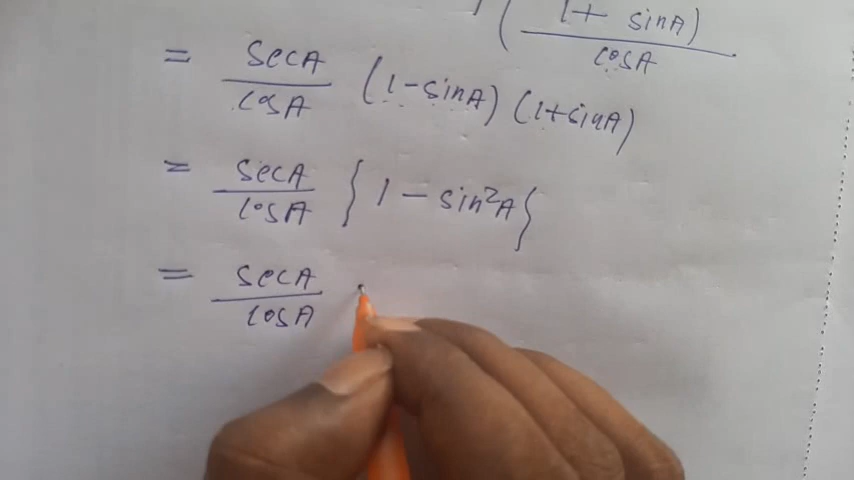 ( 1 + sinA) / cosA
= secA / cosA (1-sinA) (1+sinA)
= secA / cosA { 1 - sin²A}
= secA / cosA .